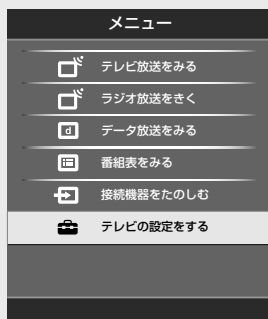 メニュー
テレビ放送をみる
ラジオ放送をきく
d データ放送をみる
番組表をみる
接続機器をたのしむ
テレビの設定をする